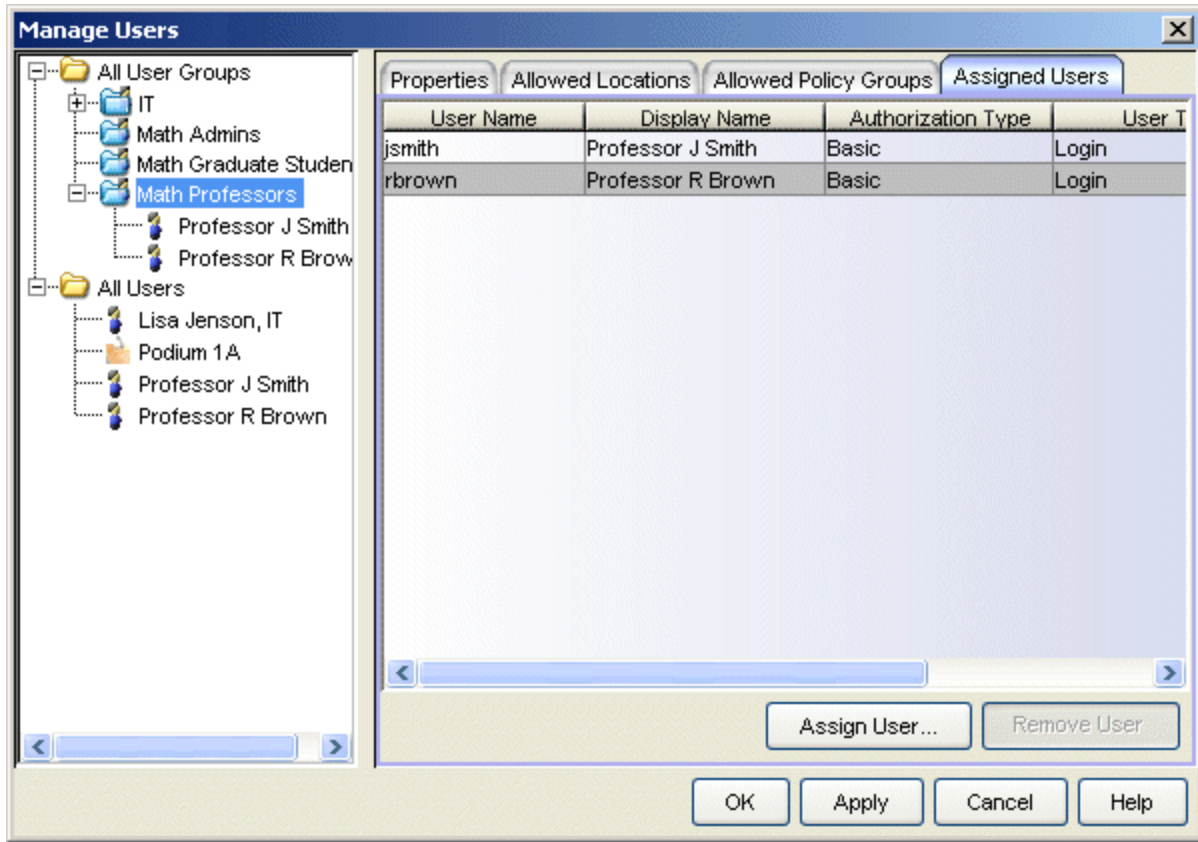 Manage Users
All User Groups
IT
Math Admins
Math Graduate Studen
Math Professors
Professor J Smith
Professor R Brow
All Users
Lisa Jenson, IT
Podium 1A
Professor J Smith
Professor R Brown
Properties Allowed Locations Allowed Policy Groups Assigned Users
User Name Display Name Authorization Type User T
jsmith Professor J Smith Basic Login
rbrown Professor R Brown Basic Login
Assign User... Remove User
OK Apply Cancel Help